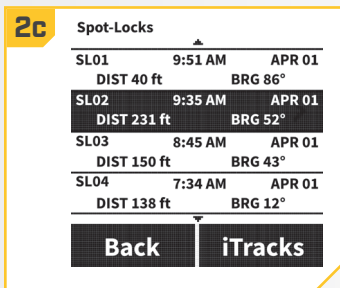 2c
Spot-Locks
SL01 9:51 AM APR 01
DIST 40 ft BRG 86°
SL02 9:35 AM APR 01
DIST 231 ft BRG 52°
SL03 8:45 AM APR 01
DIST 150 ft BRG 43°
SL04 7:34 AM APR 01
DIST 138 ft BRG 12°
Back iTracks